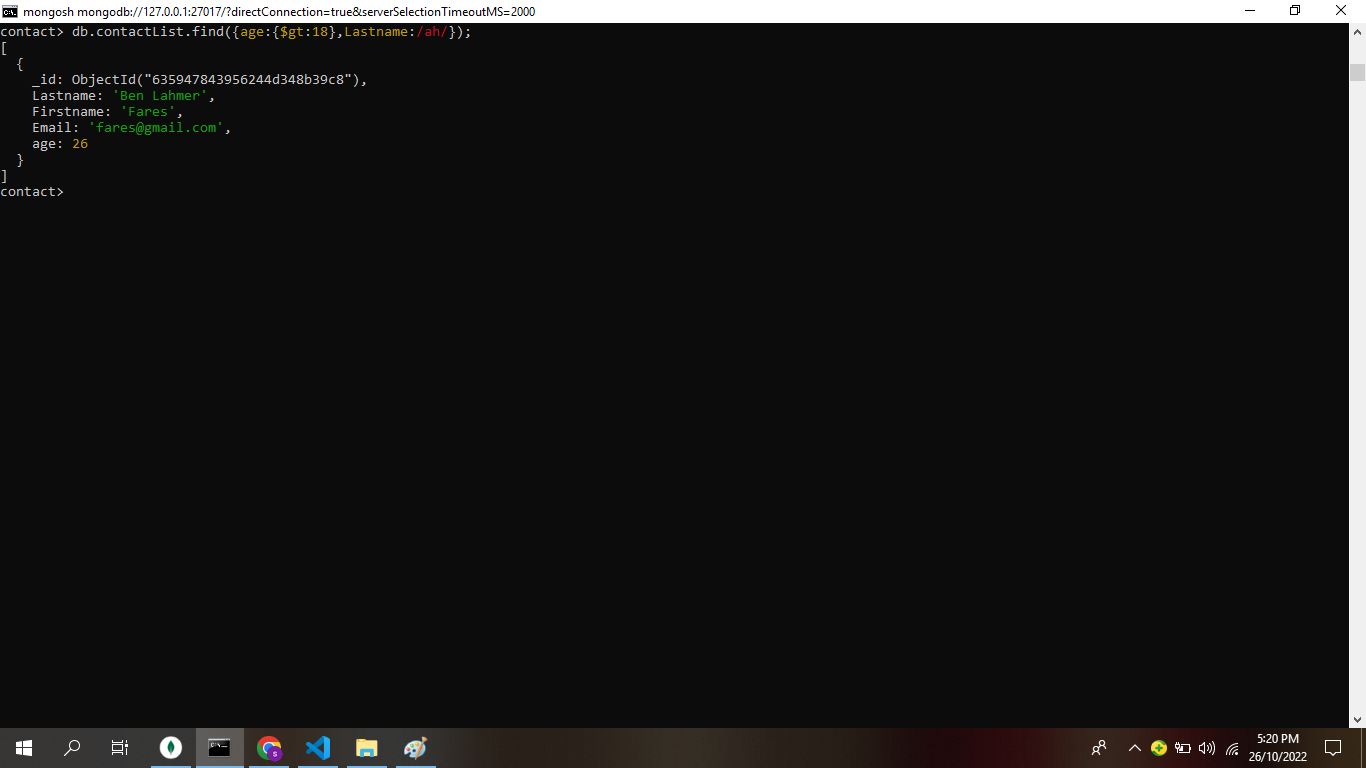 mongosh mongodb://127.0.0.1:27017/?directConnection=true&serverSelectionTimeoutMS=2000
contact> db.contactList.find({age:{$gt:18},Lastname:/ah/});
[
  {
    _id: ObjectId("635947843956244d348b39c8"),
    Lastname: 'Ben Lahmer',
    Firstname: 'Fares',
    Email: 'fares@gmail.com',
    age: 26
  }
]
contact>
5:20 PM
26/10/2022